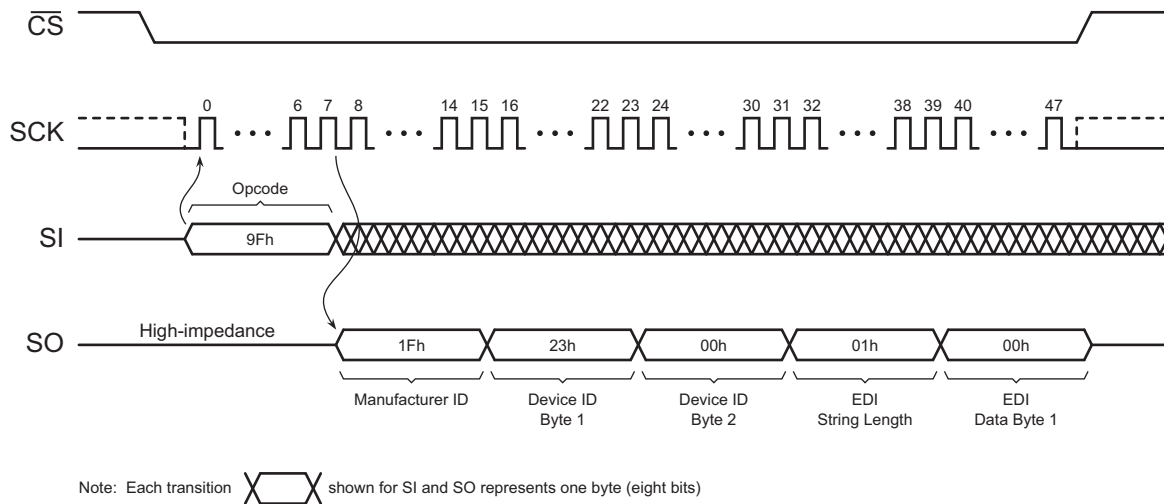 CS
SCK
0 6 7 8 14 15 16 22 23 24 30 31 32 38 39 40 47
Opcode
SI
9Fh
High-impedance
SO
1Fh 23h 00h 01h 00h
Manufacturer ID
Device ID
Byte 1
Device ID
Byte 2
EDI
String Length
EDI
Data Byte 1
Note: Each transition shown for SI and SO represents one byte (eight bits)